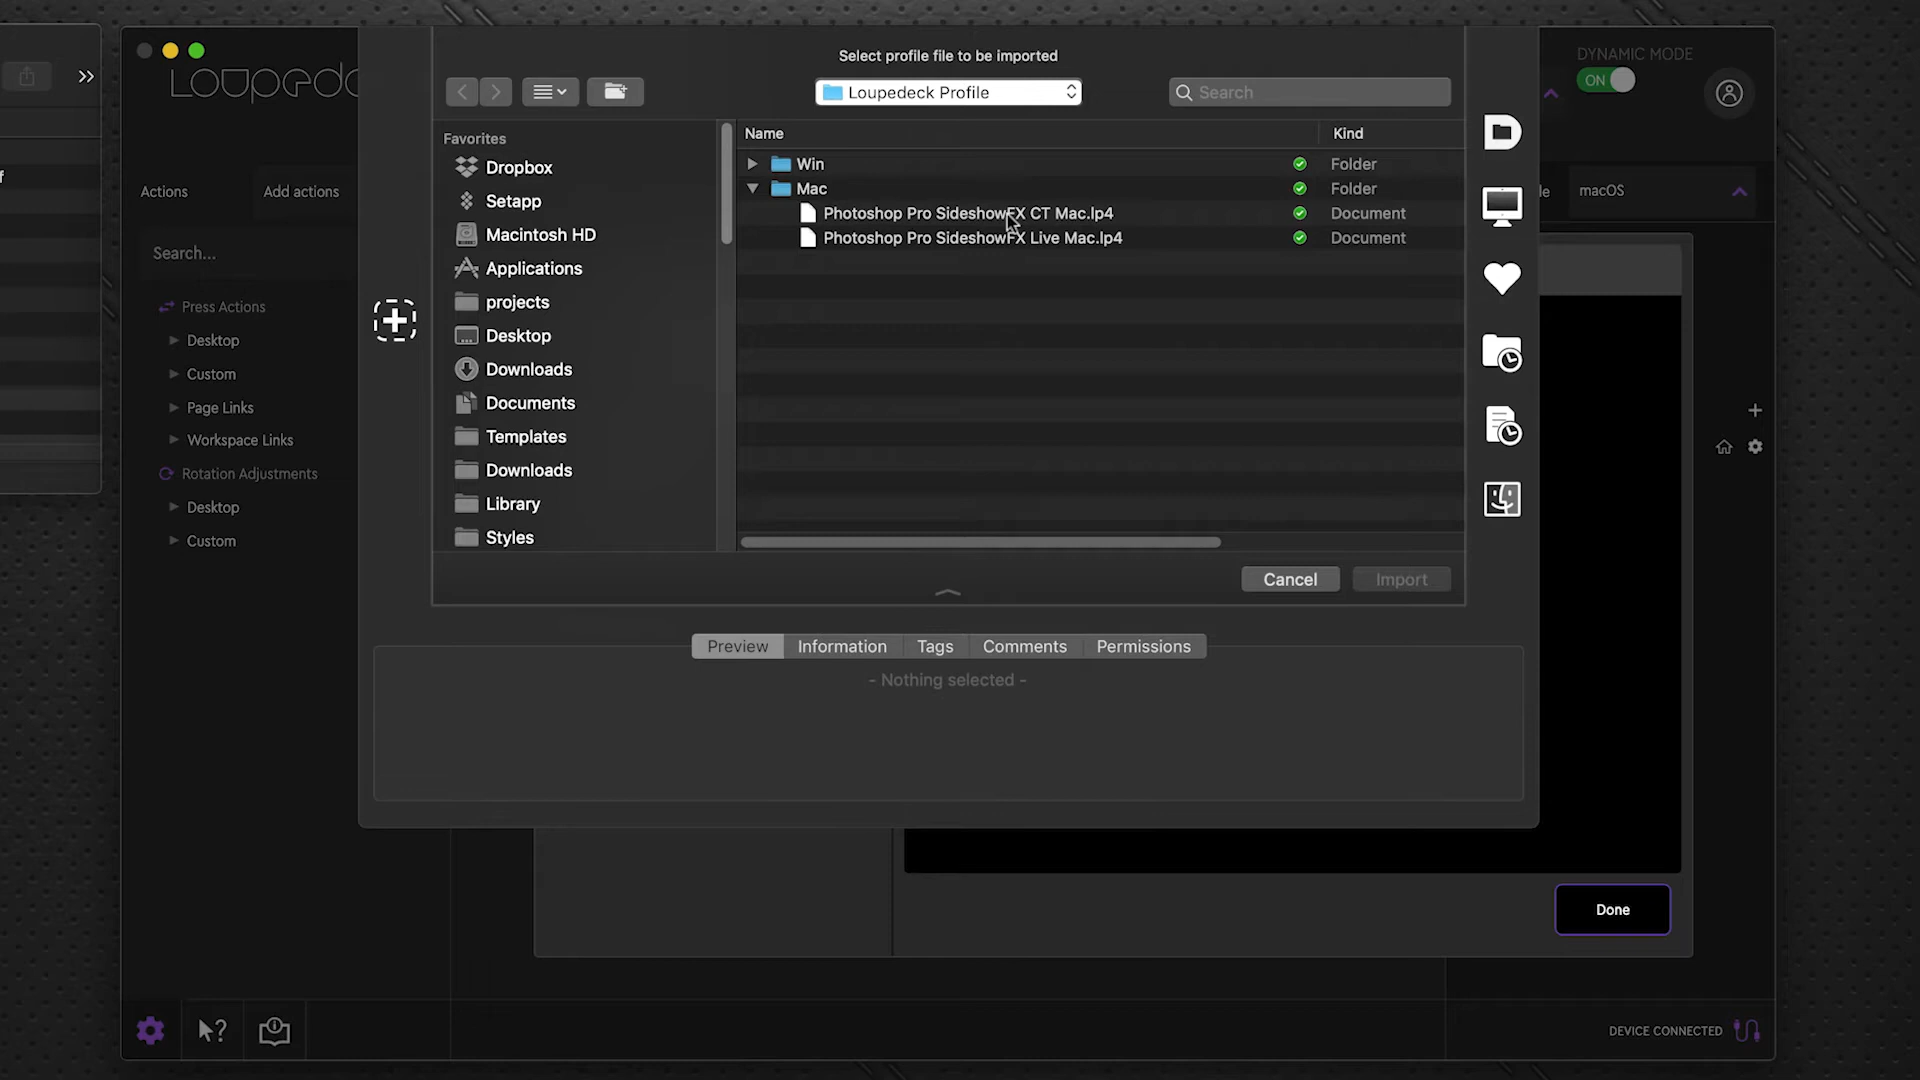 Select profile file to be imported
DYNAMIC MODE
ON
Loupedeck Profile
Search
Favorites
Name
Kind
Dropbox
Win
Folder
Setapp
Mac
Folder
Actions
Add actions
macOS
Photoshop Pro SideshowFX CT Mac.lp4
Document
Macintosh HD
Photoshop Pro SideshowFX Live Mac.lp4
Document
Search...
Applications
Press Actions
projects
Desktop
Desktop
Custom
Downloads
Page Links
Documents
Workspace Links
Templates
Rotation Adjustments
Downloads
Desktop
Library
Custom
Styles
Cancel
Import
Preview
Information
Tags
Comments
Permissions
- Nothing selected -
Done
DEVICE CONNECTED